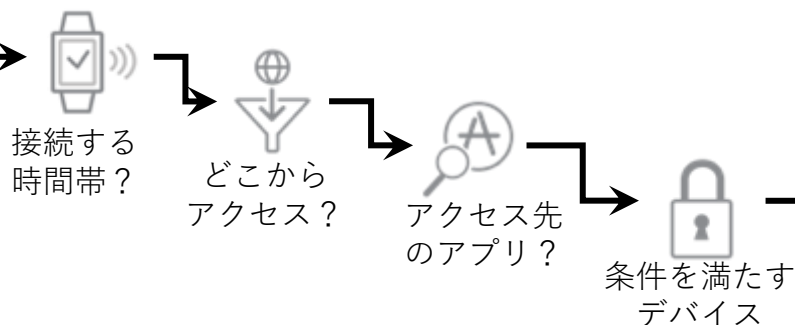 接続する
時間帯？
どこから
アクセス？
アクセス先
のアプリ？
条件を満たす
デバイス